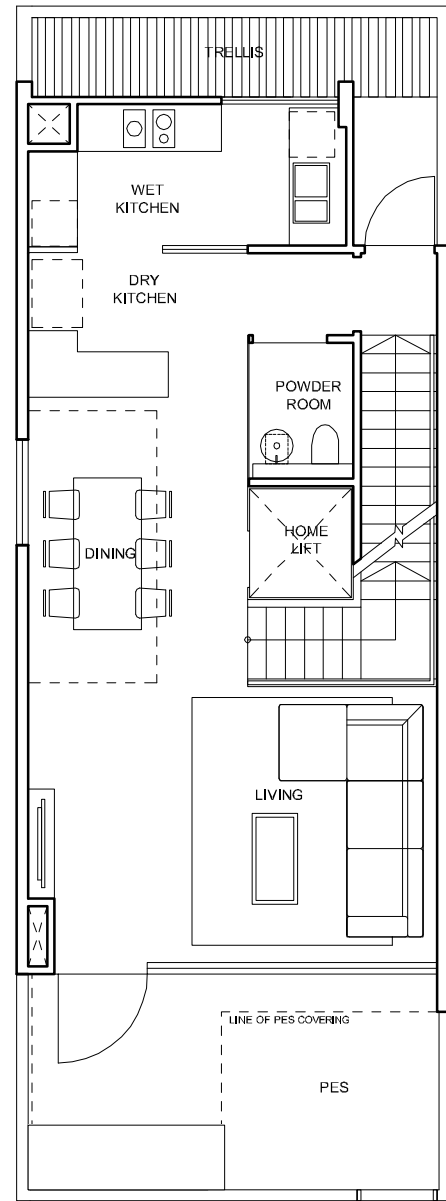 TRELLIS
WET
KITCHEN
DRY
KITCHEN
POWDER
ROOM
HOME
LIFT
DINING
LIVING
LINE OF PES COVERING
PES